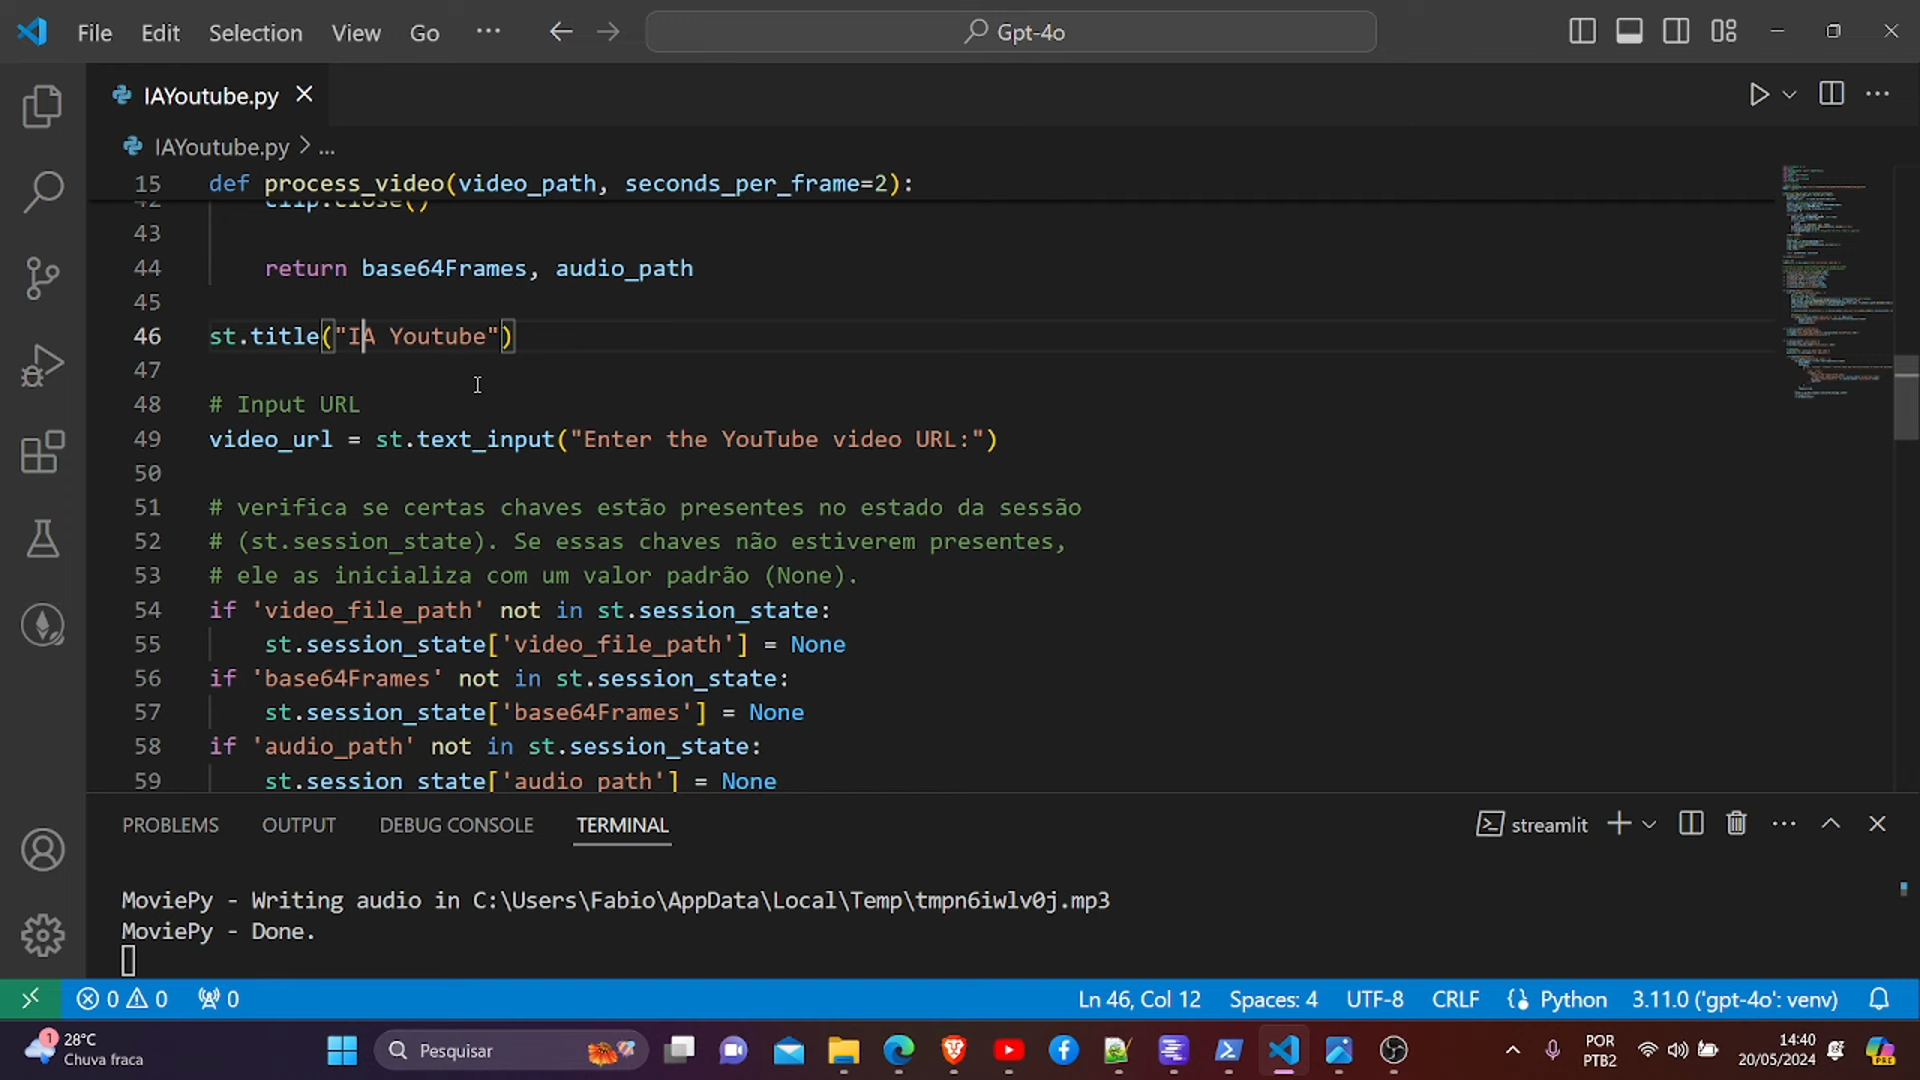 File Edit Selection View Go ... Gpt-4o
IAYoutube.py
IAYoutube.py > ...
15 def process_video(video_path, seconds_per_frame=2):
42 clip.close()
43
44 return base64Frames, audio_path
45
46 st.title("IA Youtube")
47
48 # Input URL
49 video_url = st.text_input("Enter the YouTube video URL:")
50
51 # verifica se certas chaves estão presentes no estado da sessão
52 # (st.session_state). Se essas chaves não estiverem presentes,
53 # ele as inicializa com um valor padrão (None).
54 if 'video_file_path' not in st.session_state:
55 st.session_state['video_file_path'] = None
56 if 'base64Frames' not in st.session_state:
57 st.session_state['base64Frames'] = None
58 if 'audio_path' not in st.session_state:
59 st.session_state['audio_path'] = None
PROBLEMS OUTPUT DEBUG CONSOLE TERMINAL streamlit
MoviePy - Writing audio in C:\Users\Fabio\AppData\Local\Temp\tmpn6iwlv0j.mp3
MoviePy - Done.
0 0 0 Ln 46, Col 12 Spaces: 4 UTF-8 CRLF Python 3.11.0 ('gpt-4o': venv)
1 28°C
Chuva fraca
Pesquisar
POR
PTB2
14:40
20/05/2024
PRE